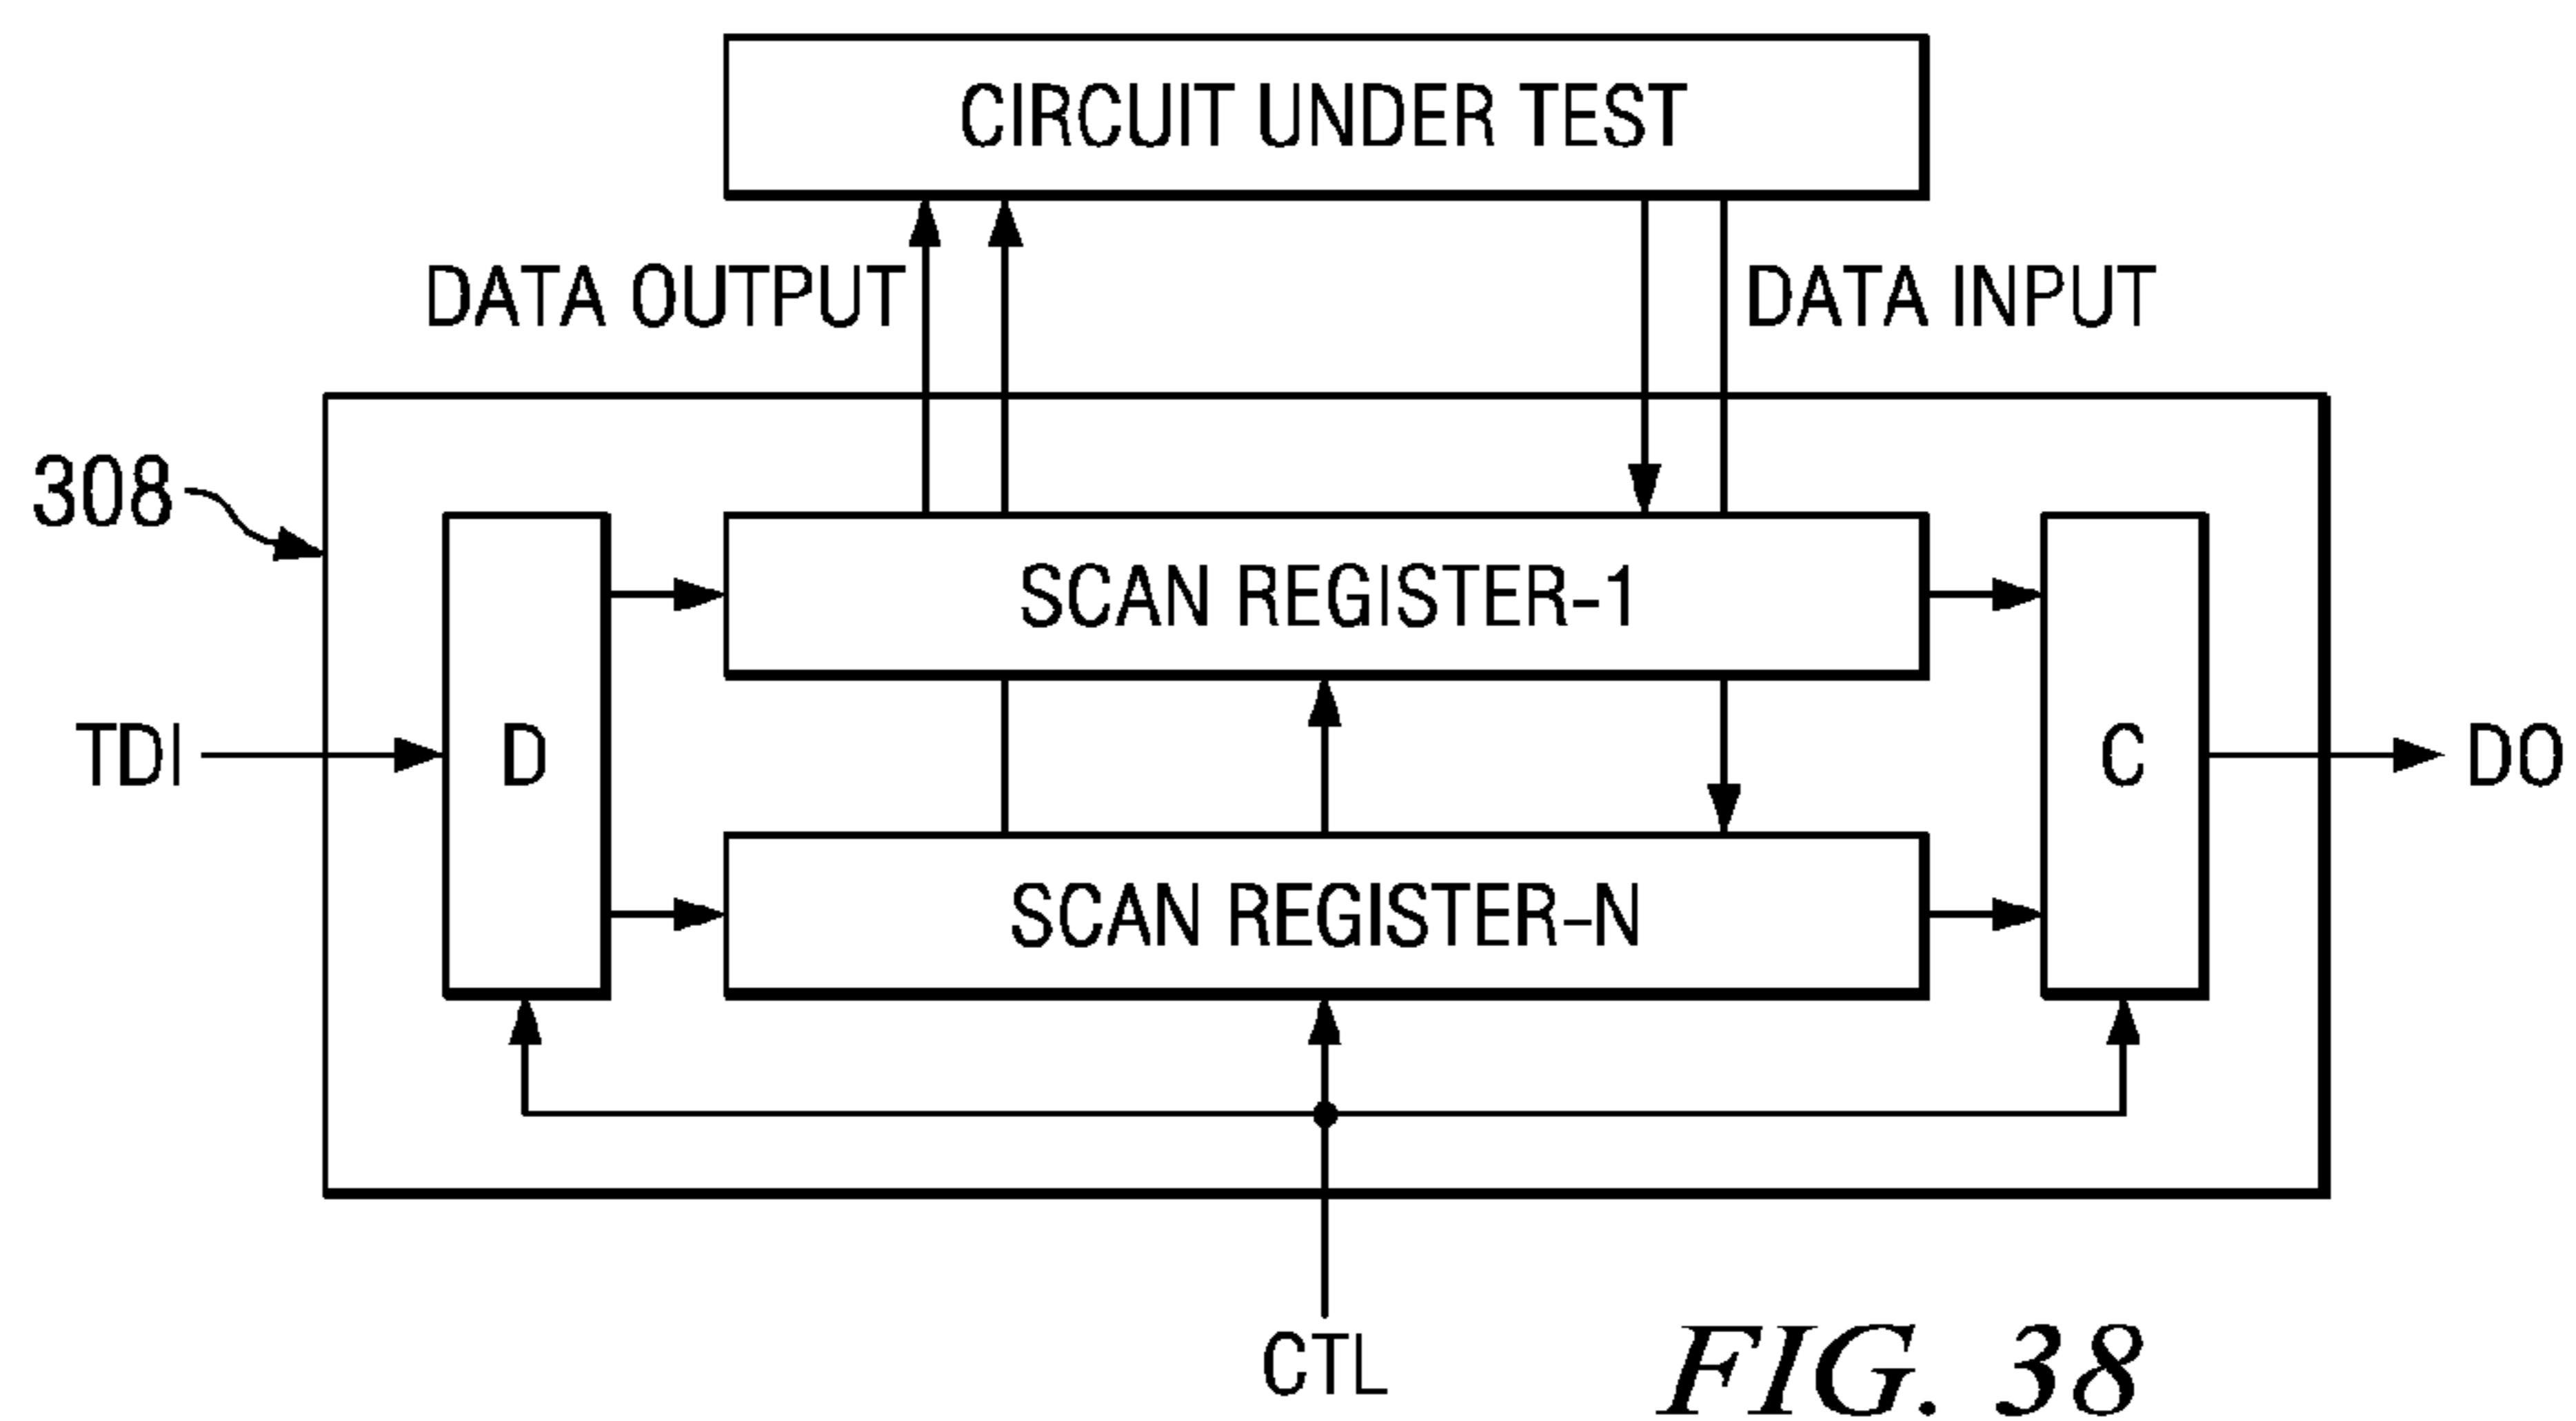 CIRCUIT UNDER TEST
DATA OUTPUT
DATA INPUT
308
SCAN REGISTER-1
TDI
D
C
DO
SCAN REGISTER-N
CTL
FIG. 38